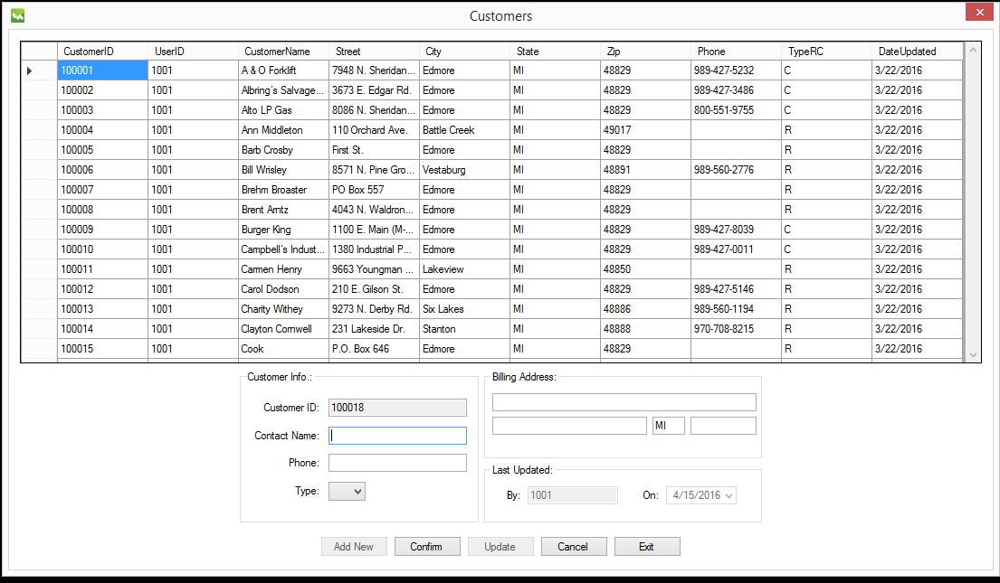 Customers
CustomerID UserID CustomerName Street City State Zip Phone TypeRC DateUpdated
100001 1001 A & O Forklift 7948 N. Sheridan... Edmore MI 48829 989-427-5232 C 3/22/2016
100002 1001 Albring's Salvage... 3673 E. Edgar Rd. Edmore MI 48829 989-427-3486 C 3/22/2016
100003 1001 Alto LP Gas 8086 N. Sheridan... Edmore MI 48829 800-551-9755 C 3/22/2016
100004 1001 Ann Middleton 110 Orchard Ave. Battle Creek MI 49017 R 3/22/2016
100005 1001 Barb Crosby First St. Edmore MI 48829 R 3/22/2016
100006 1001 Bill Wrisley 8571 N. Pine Gro... Vestaburg MI 48891 989-560-2776 R 3/22/2016
100007 1001 Brehm Broaster PO Box 557 Edmore MI 48829 R 3/22/2016
100008 1001 Brent Arntz 4043 N. Waldron... Edmore MI 48829 R 3/22/2016
100009 1001 Burger King 1100 E. Main (M-... Edmore MI 48829 989-427-8039 C 3/22/2016
100010 1001 Campbell's Indust... 1380 Industrial P... Edmore MI 48829 989-427-0011 C 3/22/2016
100011 1001 Carmen Henry 9663 Youngman ... Lakeview MI 48850 R 3/22/2016
100012 1001 Carol Dodson 210 E. Gilson St. Edmore MI 48829 989-427-5146 R 3/22/2016
100013 1001 Charity Withey 9273 N. Derby Rd. Six Lakes MI 48886 989-560-1194 R 3/22/2016
100014 1001 Clayton Cornwell 231 Lakeside Dr. Stanton MI 48888 970-708-8215 R 3/22/2016
100015 1001 Cook P.O. Box 646 Edmore MI 48829 R 3/22/2016
Customer Info.:
Customer ID: 100018
Contact Name:
Phone:
Type:
Billing Address:
MI
Last Updated:
By: 1001 On: 4/15/2016
Add New Confirm Update Cancel Exit